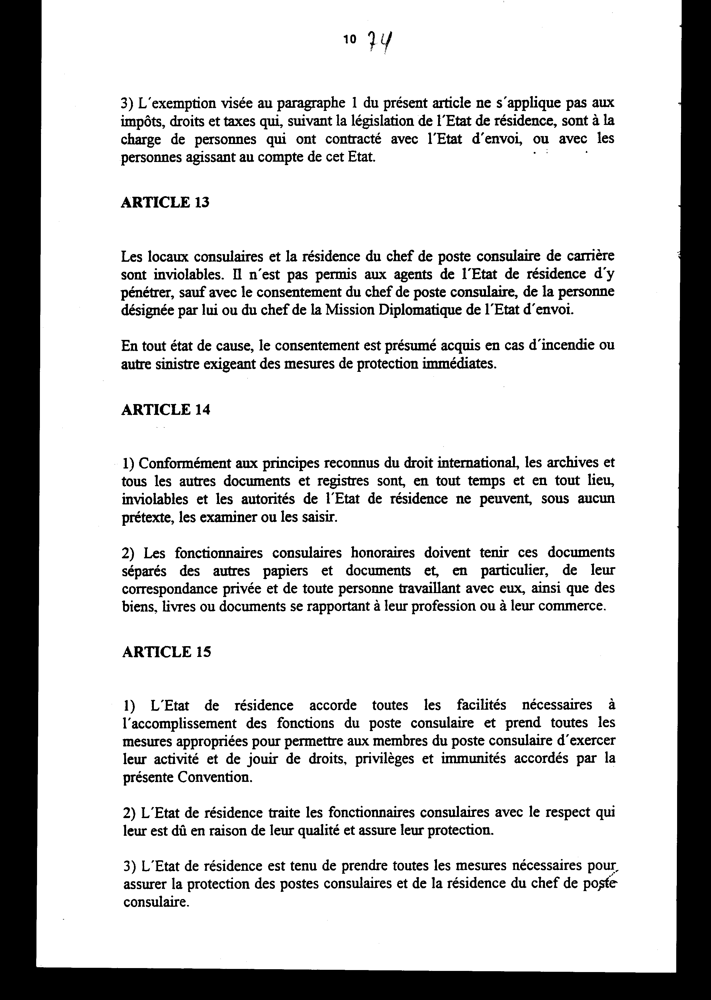 10 74
3) L´exemption visée au paragraphe 1 du présent article ne s´applique pas aux
impôts, droits et taxes qui, suivant la législation de l´Etat de résidence, sont à la
charge de personnes qui ont contracté avec l´Etat d´envoi, ou avec les
personnes agissant au compte de cet Etat.
ARTICLE 13
Les locaux consulaires et la résidence du chef de poste consulaire de carrière
sont inviolables. Il n´est pas permis aux agents de l´Etat de résidence d´y
pénétrer, sauf avec le consentement du chef de poste consulaire, de la personne
désignée par lui ou du chef de la Mission Diplomatique de l´Etat d´envoi.
En tout état de cause, le consentement est présumé acquis en cas d´incendie ou
autre sinistre exigeant des mesures de protection immédiates.
ARTICLE 14
1) Conformément aux principes reconnus du droit international, les archives et
tous les autres documents et registres sont, en tout temps et en tout lieu,
inviolables et les autorités de l´Etat de résidence ne peuvent, sous aucun
prétexte, les examiner ou les saisir.
2) Les fonctionnaires consulaires honoraires doivent tenir ces documents
séparés des autres papiers et documents et, en particulier, de leur
correspondance privée et de toute personne travaillant avec eux, ainsi que des
biens, livres ou documents se rapportant à leur profession ou à leur commerce.
ARTICLE 15
1) L´Etat de résidence accorde toutes les facilités nécessaires à
l´accomplissement des fonctions du poste consulaire et prend toutes les
mesures appropriées pour permettre aux membres du poste consulaire d´exercer
leur activité et de jouir de droits, privilèges et immunités accordés par la
présente Convention.
2) L´Etat de résidence traite les fonctionnaires consulaires avec le respect qui
leur est dû en raison de leur qualité et assure leur protection.
3) L´Etat de résidence est tenu de prendre toutes les mesures nécessaires pour
assurer la protection des postes consulaires et de la résidence du chef de poste
consulaire.